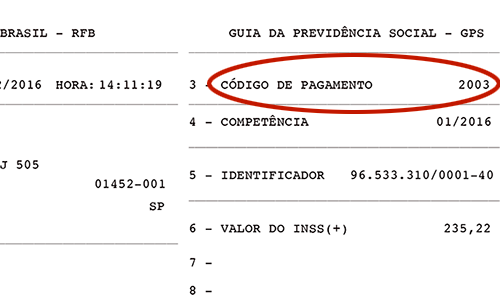 BRASIL - RFB
GUIA DA PREVIDÊNCIA SOCIAL - GPS
/2016 HORA: 14:11:19
3 - CÓDIGO DE PAGAMENTO 2003
4 - COMPETÊNCIA 01/2016
J 505
01452-001
SP
5 - IDENTIFICADOR 96.533.310/0001-40
6 - VALOR DO INSS(+) 235,22
7 -
8 -